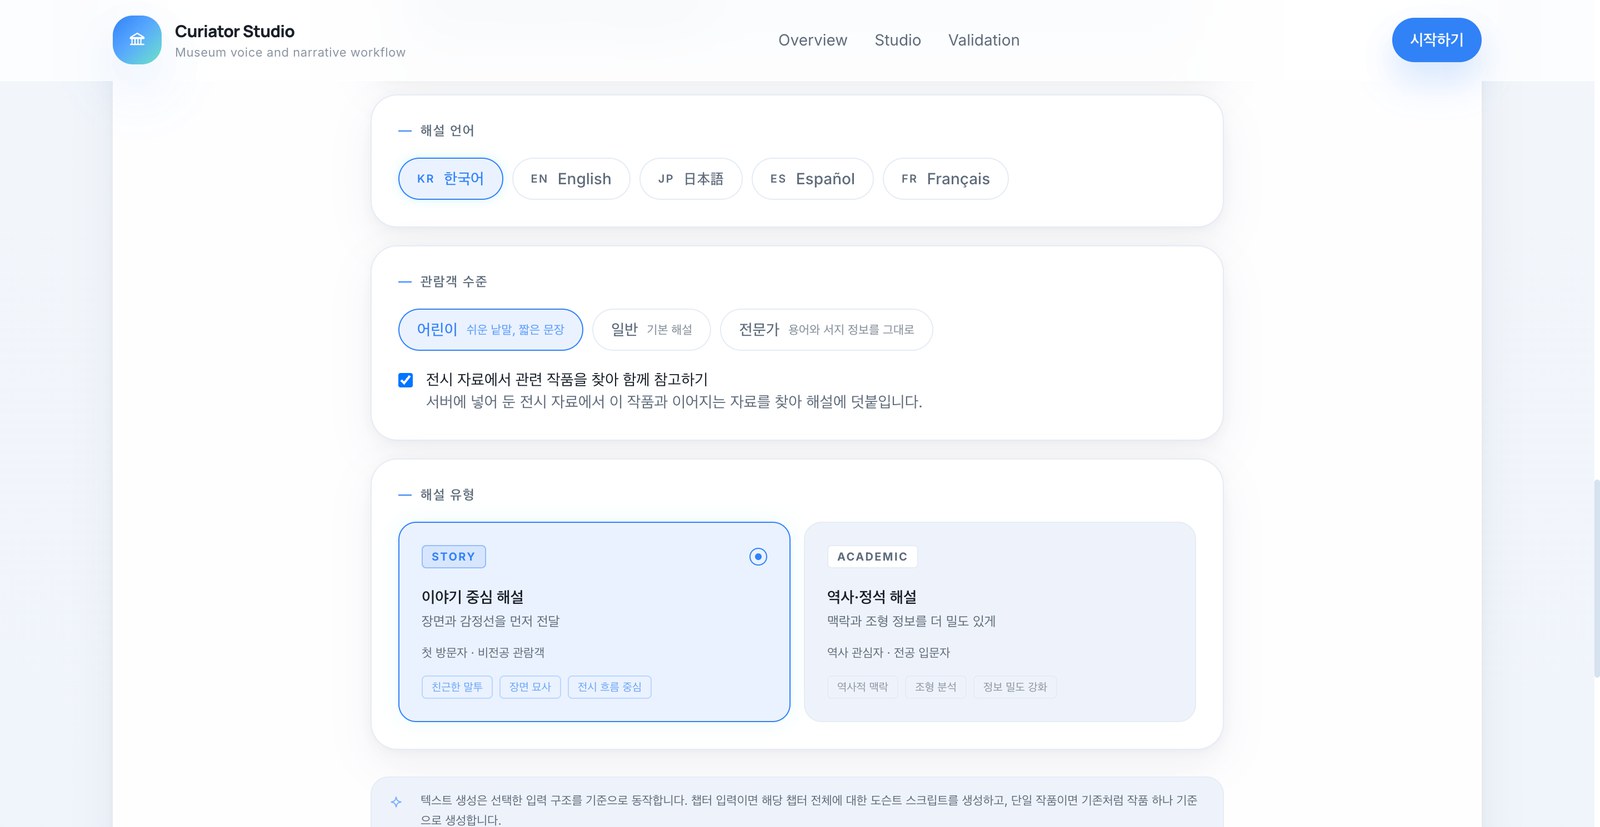 Curiator Studio
Museum voice and narrative workflow
Overview Studio Validation
시작하기
해설 언어
KR 한국어 EN English JP 日本語 ES Español FR Français
관람객 수준
어린이 쉬운 낱말, 짧은 문장 일반 기본 해설 전문가 용어와 서지 정보를 그대로
전시 자료에서 관련 작품을 찾아 함께 참고하기
서버에 넣어 둔 전시 자료에서 이 작품과 이어지는 자료를 찾아 해설에 덧붙입니다.
해설 유형
STORY
이야기 중심 해설
장면과 감정선을 먼저 전달
첫 방문자 · 비전공 관람객
친근한 말투 장면 묘사 전시 흐름 중심
ACADEMIC
역사·정석 해설
맥락과 조형 정보를 더 밀도 있게
역사 관심자 · 전공 입문자
역사적 맥락 조형 분석 정보 밀도 강화
텍스트 생성은 선택한 입력 구조를 기준으로 동작합니다. 챕터 입력이면 해당 챕터 전체에 대한 도슨트 스크립트를 생성하고, 단일 작품이면 기존처럼 작품 하나 기준
으로 생성합니다.